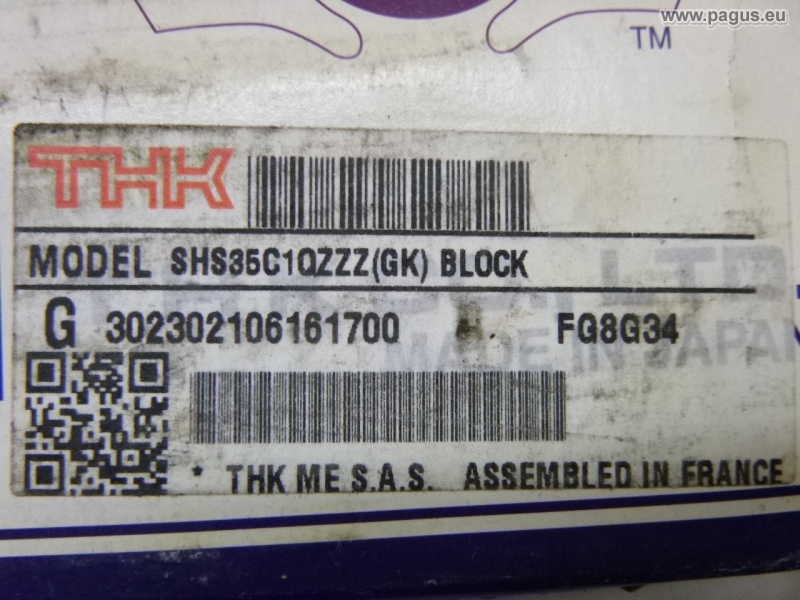 www.pagus.eu
TM
THK
MODEL SHS35C1QZZZ(GK) BLOCK
LTD.
G 302302106161700 FG8G34
MADE IN JAPAN
* THK ME S.A.S. ASSEMBLED IN FRANCE